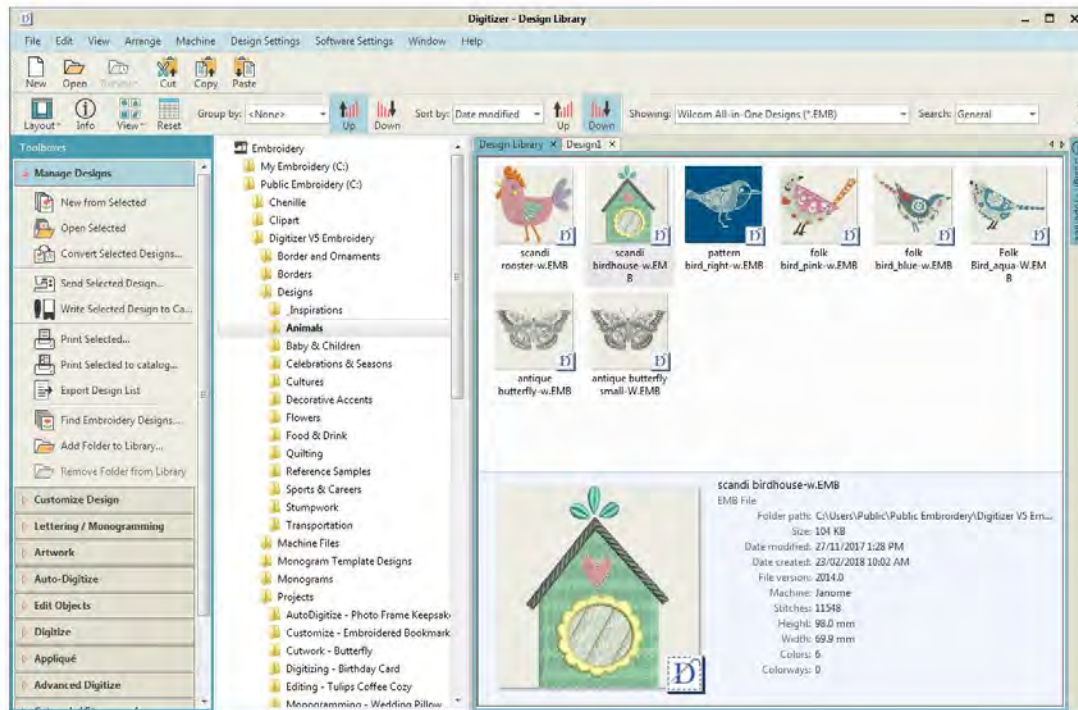 Digitizer - Design Library
File Edit View Arrange Machine Design Settings Software Settings Window Help
New Open Cut Copy Paste
Layout Info View Reset Group by: <None> Up Down Sort by: Date modified Up Down Showing: Wilcom All-in-One Designs (*.EMB) Search: General
Toolboxes
Manage Designs
New from Selected
Open Selected
Convert Selected Designs...
Send Selected Design...
Write Selected Design to Ca...
Print Selected...
Print Selected to catalog...
Export Design List
Find Embroidery Designs...
Add Folder to Library...
Remove Folder from Library
Customize Design
Lettering / Monogramming
Artwork
Auto-Digitize
Edit Objects
Digitize
Appliqué
Advanced Digitize
Embroidery
My Embroidery (C:)
Public Embroidery (C:)
Chenille
Clipart
Digitizer V5 Embroidery
Border and Ornaments
Borders
Designs
_Inspirations
Animals
Baby & Children
Celebrations & Seasons
Cultures
Decorative Accents
Flowers
Food & Drink
Quilting
Reference Samples
Sports & Careers
Stumpwork
Transportation
Machine Files
Monogram Template Designs
Monograms
Projects
AutoDigitize - Photo Frame Keepsak
Customize - Embroidered Bookmark
Cutwork - Butterfly
Digitizing - Birthday Card
Editing - Tulips Coffee Cozy
Monogramming - Wedding Pillow
Design Library Design1
scandi rooster-w.EMB
scandi birdhouse-w.EMB
pattern bird_right-w.EMB
folk bird_pink-w.EMB
folk bird_blue-w.EMB
Folk Bird_aqua-W.EMB
antique butterfly-w.EMB
antique butterfly small-W.EMB
scandi birdhouse-w.EMB
EMB File
Folder path: C:\Users\Public\Public Embroidery\Digitizer V5 Em...
Size: 104 KB
Date modified: 27/11/2017 1:28 PM
Date created: 23/02/2018 10:02 AM
File version: 2014.0
Machine: Janome
Stitches: 11548
Height: 98.0 mm
Width: 69.9 mm
Colors: 6
Colorways: 0